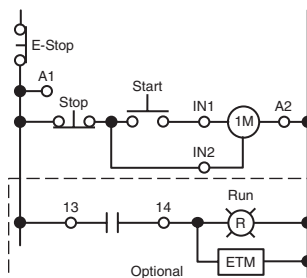 E-Stop
A1
Stop
Start
IN1
1M
A2
IN2
13
14
Run
R
ETM
Optional